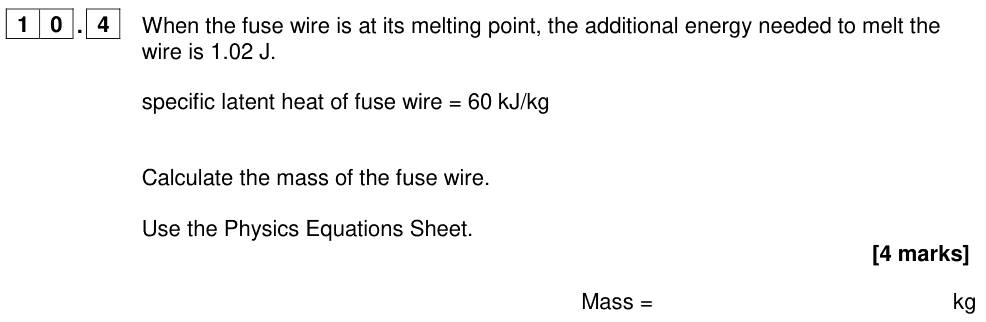 10.4 When the fuse wire is at its melting point, the additional energy needed to melt the
wire is 1.02 J.
specific latent heat of fuse wire = 60 kJ/kg
Calculate the mass of the fuse wire.
Use the Physics Equations Sheet.
[4 marks]
Mass = kg